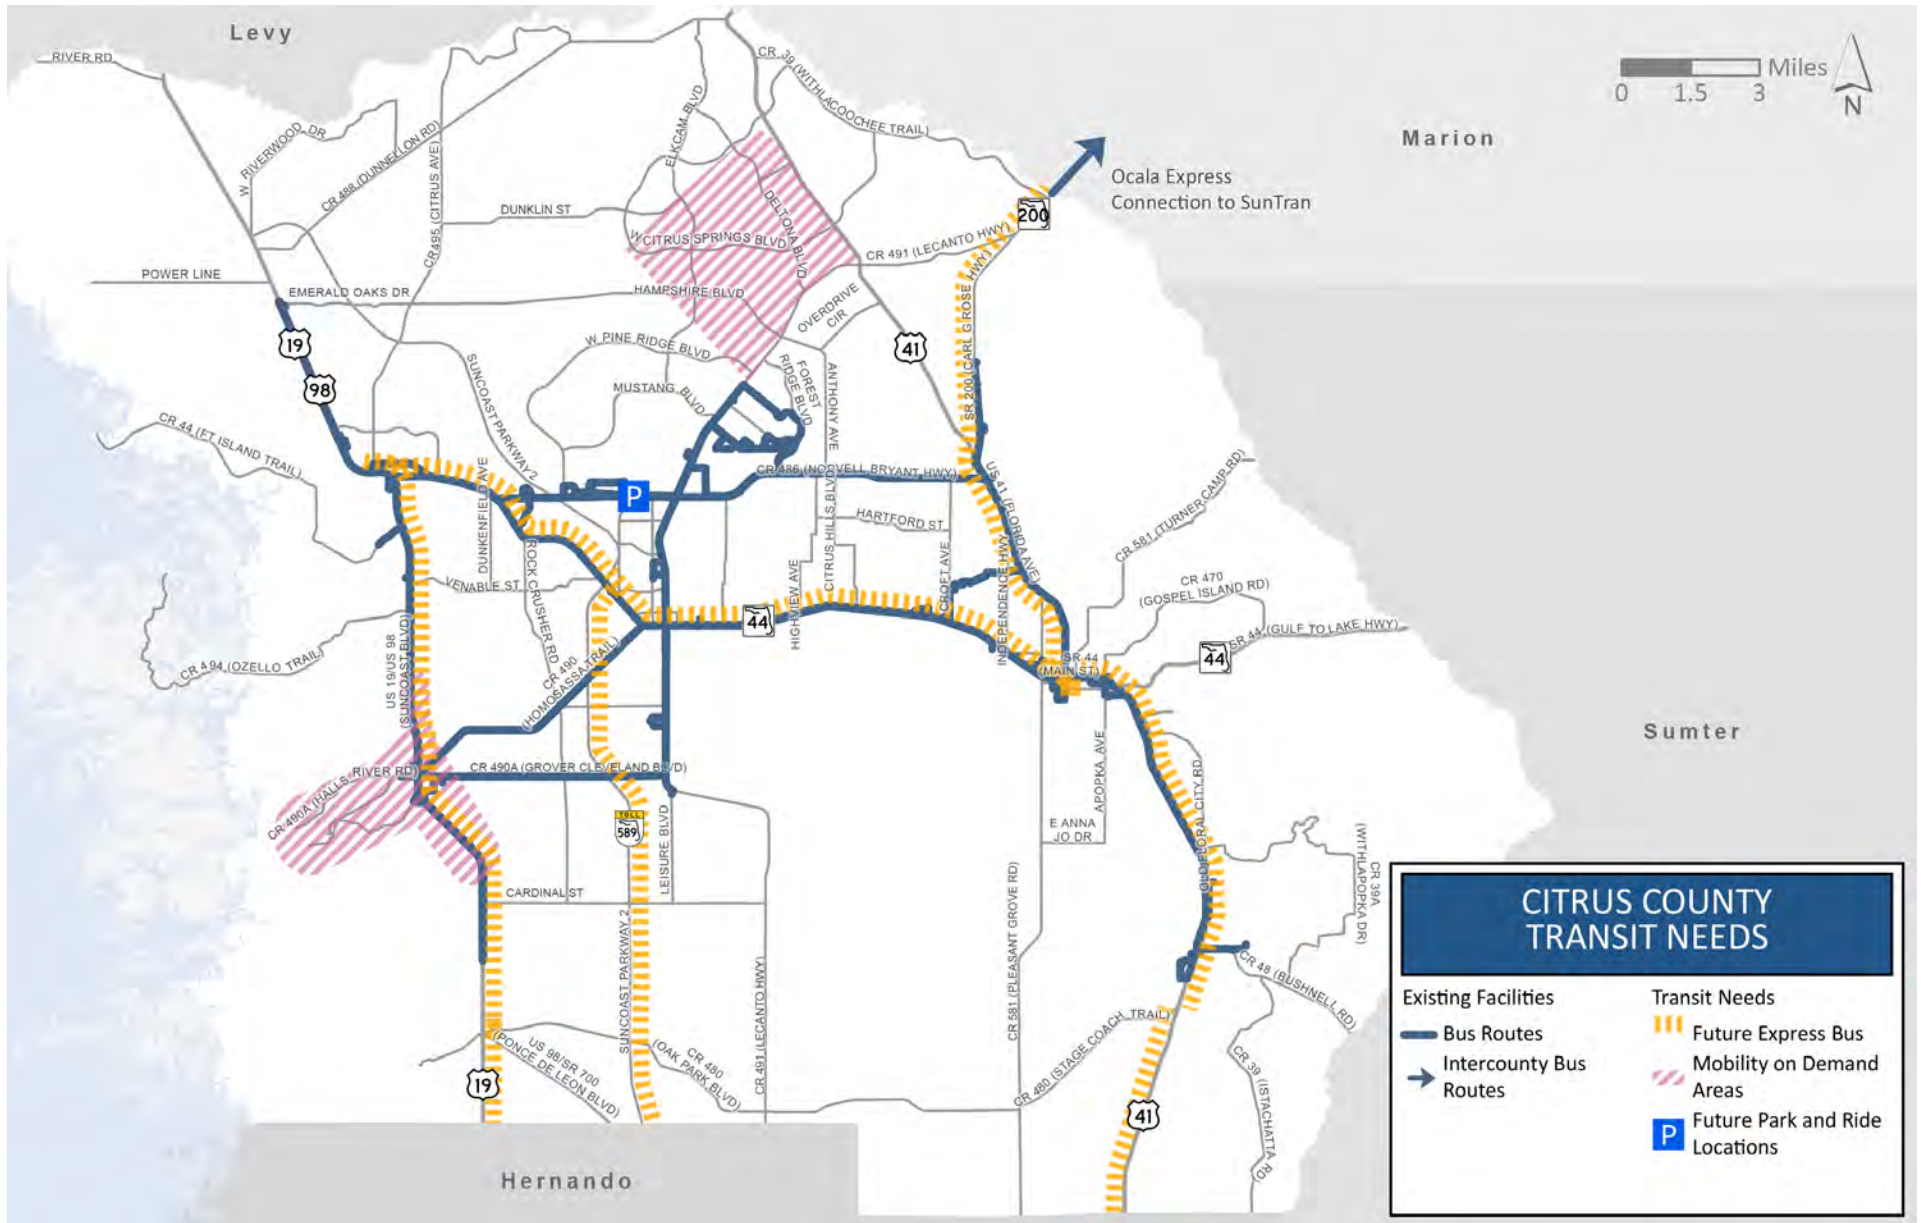 Levy
RIVER RD
CR 39 (WITHLACOOCHEE TRAIL)
Miles
0 1.5 3
N
Marion
W RIVERWOOD DR
CR 488 (DUNNELLON RD)
CR495 (CITRUS AVE)
ELKCAM BLVD
Ocala Express
Connection to SunTran
200
DUNKLIN ST
DELTONA BLVD
W CITRUS SPRINGS BLVD
CR 491 (LECANTO HWY)
POWER LINE
EMERALD OAKS DR
HAMPSHIRE BLVD
OVERDRIVE
CIR
SR 200 (CARL G ROSE HWY)
19
41
98
W PINE RIDGE BLVD
SUNCOAST PARKWAY 2
MUSTANG BLVD
FOREST
RIDGE BLVD
ANTHONY AVE
CR 44 (FT ISLAND TRAIL)
CR 486 (NORVELL BRYANT HWY)
US 41 (FLORIDA AVE)
CR 581 (TURNER CAMP RD)
DUNKENFIELD AVE
P
CITRUS HILLS BLVD
HARTFORD ST
VENABLE ST
ROCK CRUSHER RD
HIGHVIEW AVE
CROFT AVE
INDEPENDENCE HWY
CR 470
(GOSPEL ISLAND RD)
44
SR 44 (GULF TO LAKE HWY)
44
SR 44
(MAIN ST)
CR 494 (OZELLO TRAIL)
US 19/US 98
(SUNCOAST BLVD)
CR 490
(HOMOSASSA TRAIL)
Sumter
CR 490A (HALLS RIVER RD)
CR 490A (GROVER CLEVELAND BLVD)
APOPKA AVE
OLD FLORAL CITY RD
TOLL
589
LEISURE BLVD
E ANNA
JO DR
CR 39A
(WITHLAPOPKA DR)
CARDINAL ST
SUNCOAST PARKWAY 2
CR 491 (LECANTO HWY)
CR 581 (PLEASANT GROVE RD)
CR 48 (BUSHNELL RD)
US 98/SR 700
(PONCE DE LEON BLVD)
CR 480
(OAK PARK BLVD)
CR 480 (STAGE COACH TRAIL)
CR 39 (ISTACHATTA RD)
19
41
Hernando
CITRUS COUNTY
TRANSIT NEEDS
Existing Facilities
Bus Routes
Intercounty Bus
Routes
Transit Needs
Future Express Bus
Mobility on Demand
Areas
P
Future Park and Ride
Locations